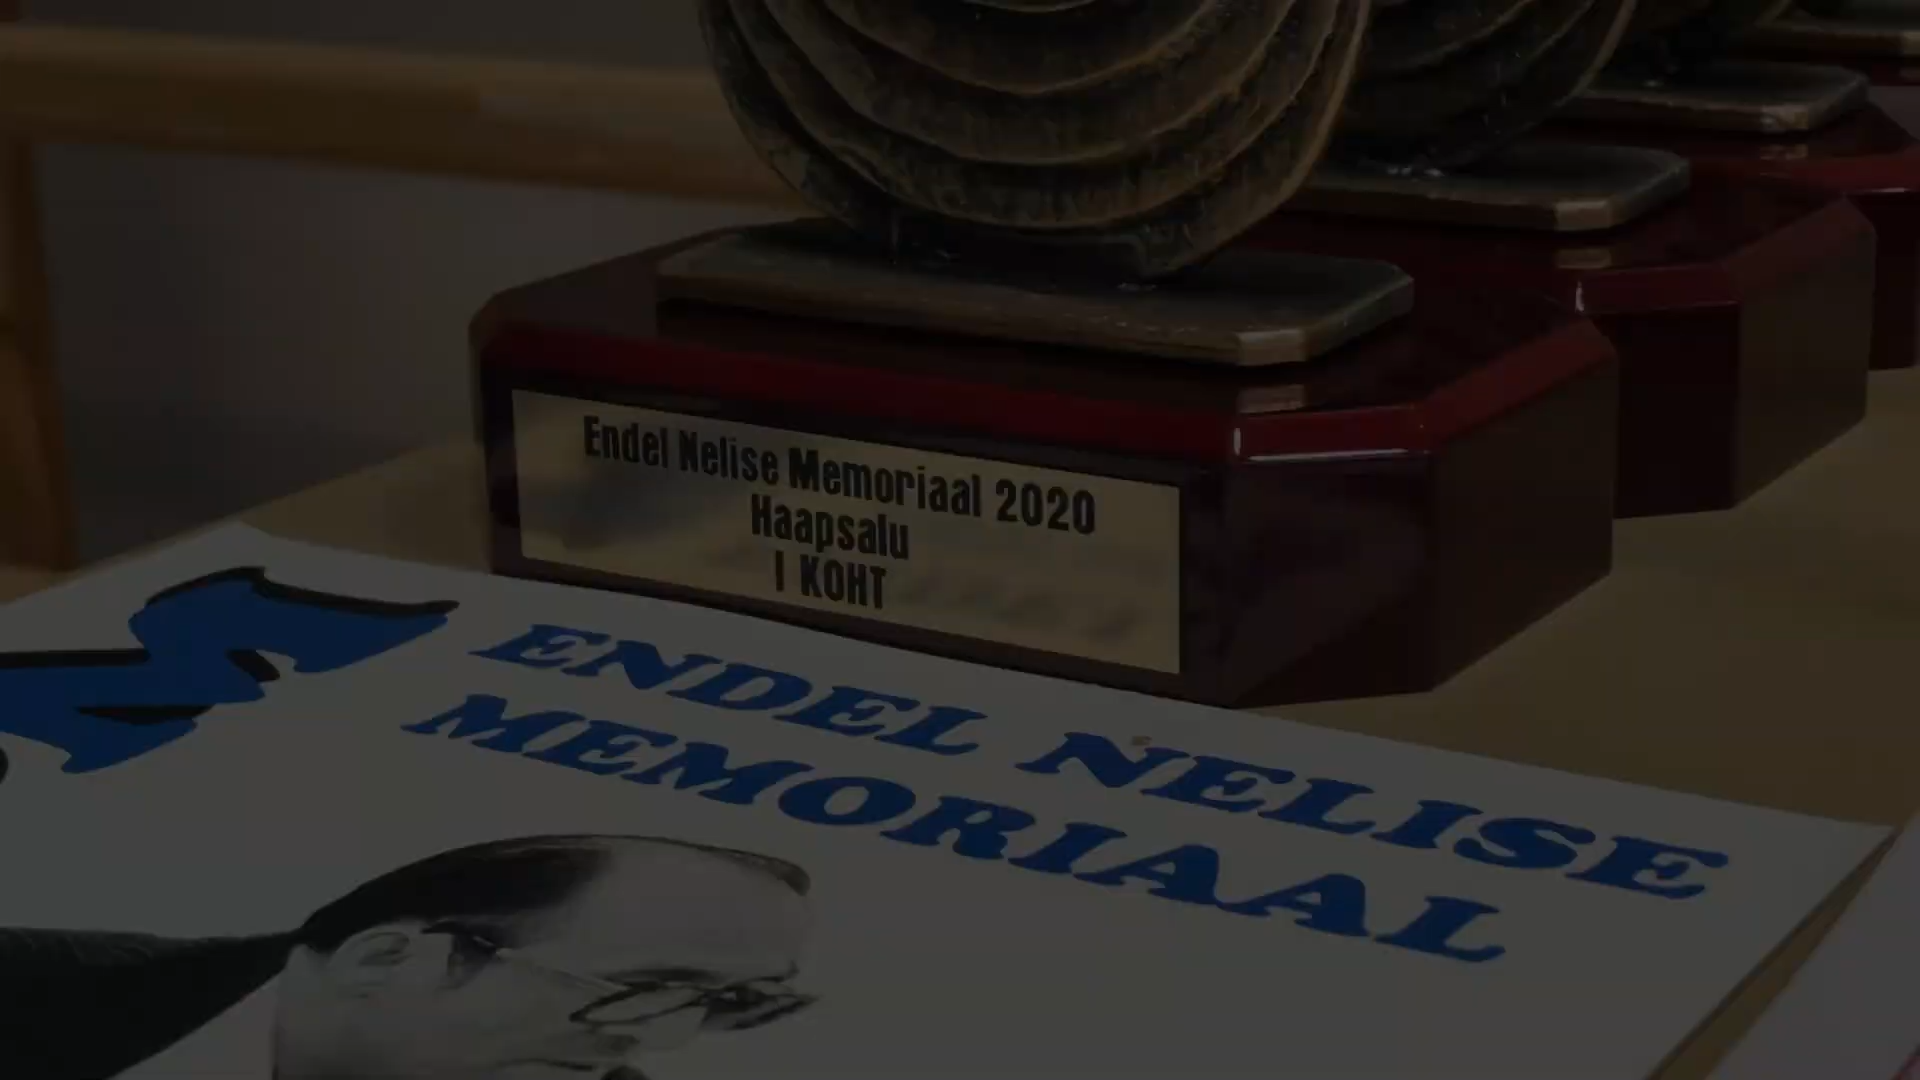 Endel Nelise Memoriaal 2020
Haapsalu
I KOHT
ENDEL NELISE
MEMORIAAL